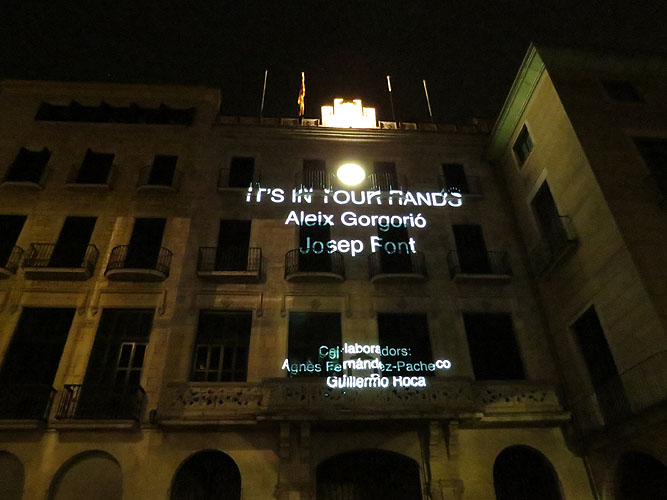 IT'S IN YOUR HANDS
Aleix Gorgorió
Josep Font
Col·laboradors:
Agnès Fernández-Pacheco
Guillermo Roca